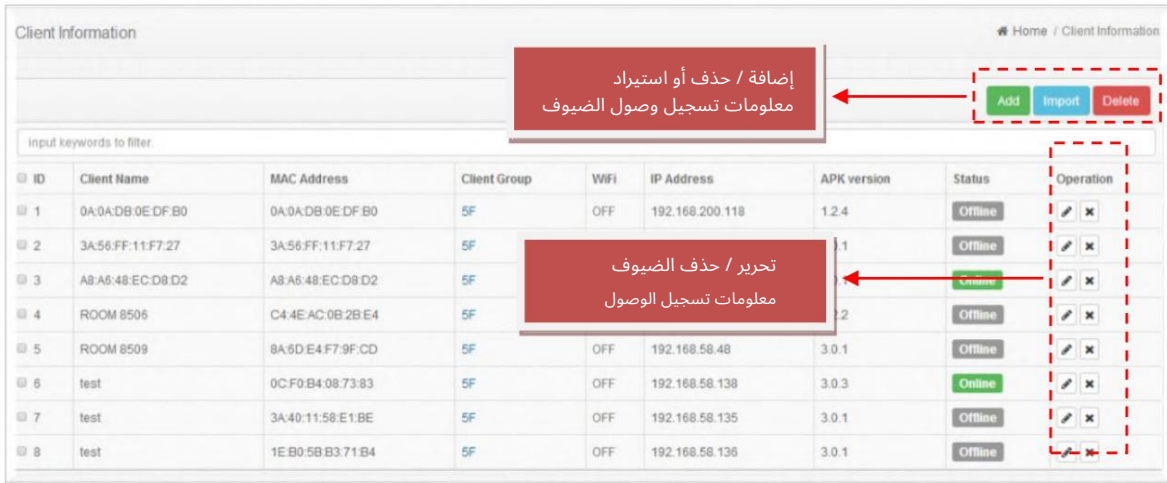 Client Information
Home / Client Information
إضافة / حذف أو استيراد
معلومات تسجيل وصول الضيوف
Add Import Delete
input keywords to filter.
ID Client Name MAC Address Client Group WiFi IP Address APK version Status Operation
1 0A:0A:DB:0E:DF:B0 0A:0A:DB:0E:DF:B0 5F OFF 192.168.200.118 1.2.4 Offline
2 3A:56:FF:11:F7:27 3A:56:FF:11:F7:27 5F Offline
3 A8:A6:48:EC:D8:D2 A8:A6:48:EC:D8:D2 5F Online
تحرير / حذف الضيوف
معلومات تسجيل الوصول
4 ROOM 8506 C4:4E:AC:0B:2B:E4 5F Offline
5 ROOM 8509 8A:6D:E4:F7:9F:CD 5F OFF 192.168.58.48 3.0.1 Offline
6 test 0C:F0:B4:08:73:83 5F OFF 192.168.58.138 3.0.3 Online
7 test 3A:40:11:58:E1:BE 5F OFF 192.168.58.135 3.0.1 Offline
8 test 1E:B0:5B:B3:71:B4 5F OFF 192.168.58.136 3.0.1 Offline